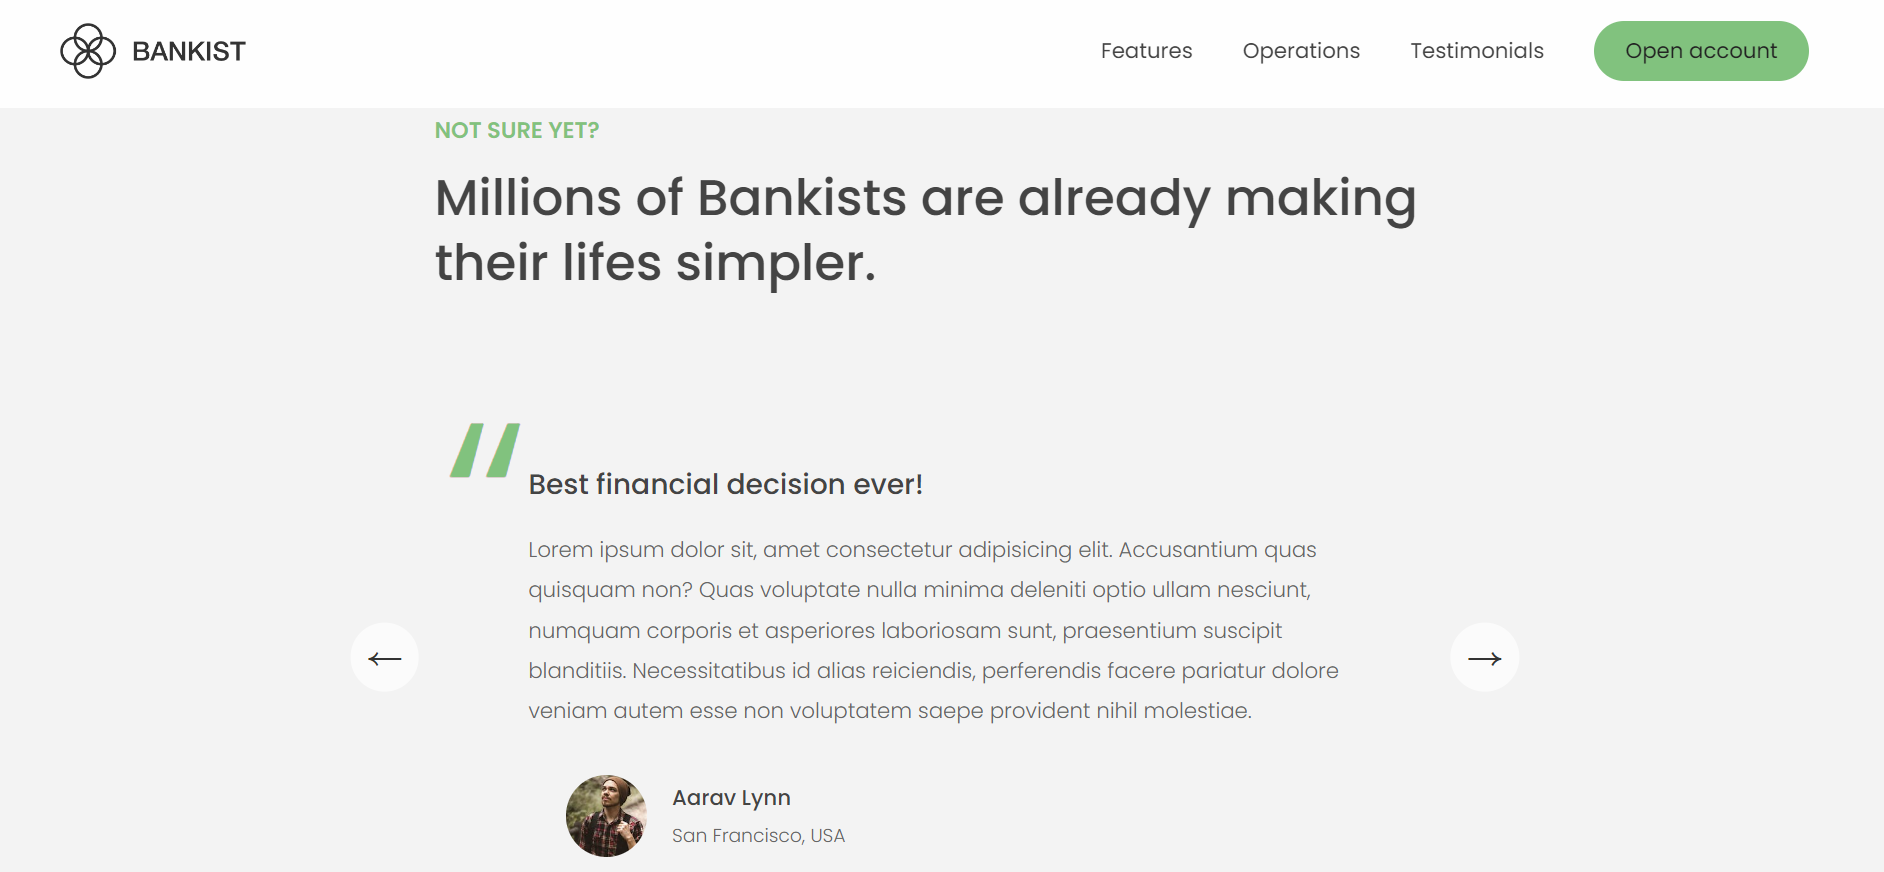 BANKIST
Features
Operations
Testimonials
Open account
NOT SURE YET?
Millions of Bankists are already making
their lifes simpler.
Best financial decision ever!
Lorem ipsum dolor sit, amet consectetur adipisicing elit. Accusantium quas
quisquam non? Quas voluptate nulla minima deleniti optio ullam nesciunt,
numquam corporis et asperiores laboriosam sunt, praesentium suscipit
blanditiis. Necessitatibus id alias reiciendis, perferendis facere pariatur dolore
veniam autem esse non voluptatem saepe provident nihil molestiae.
Aarav Lynn
San Francisco, USA